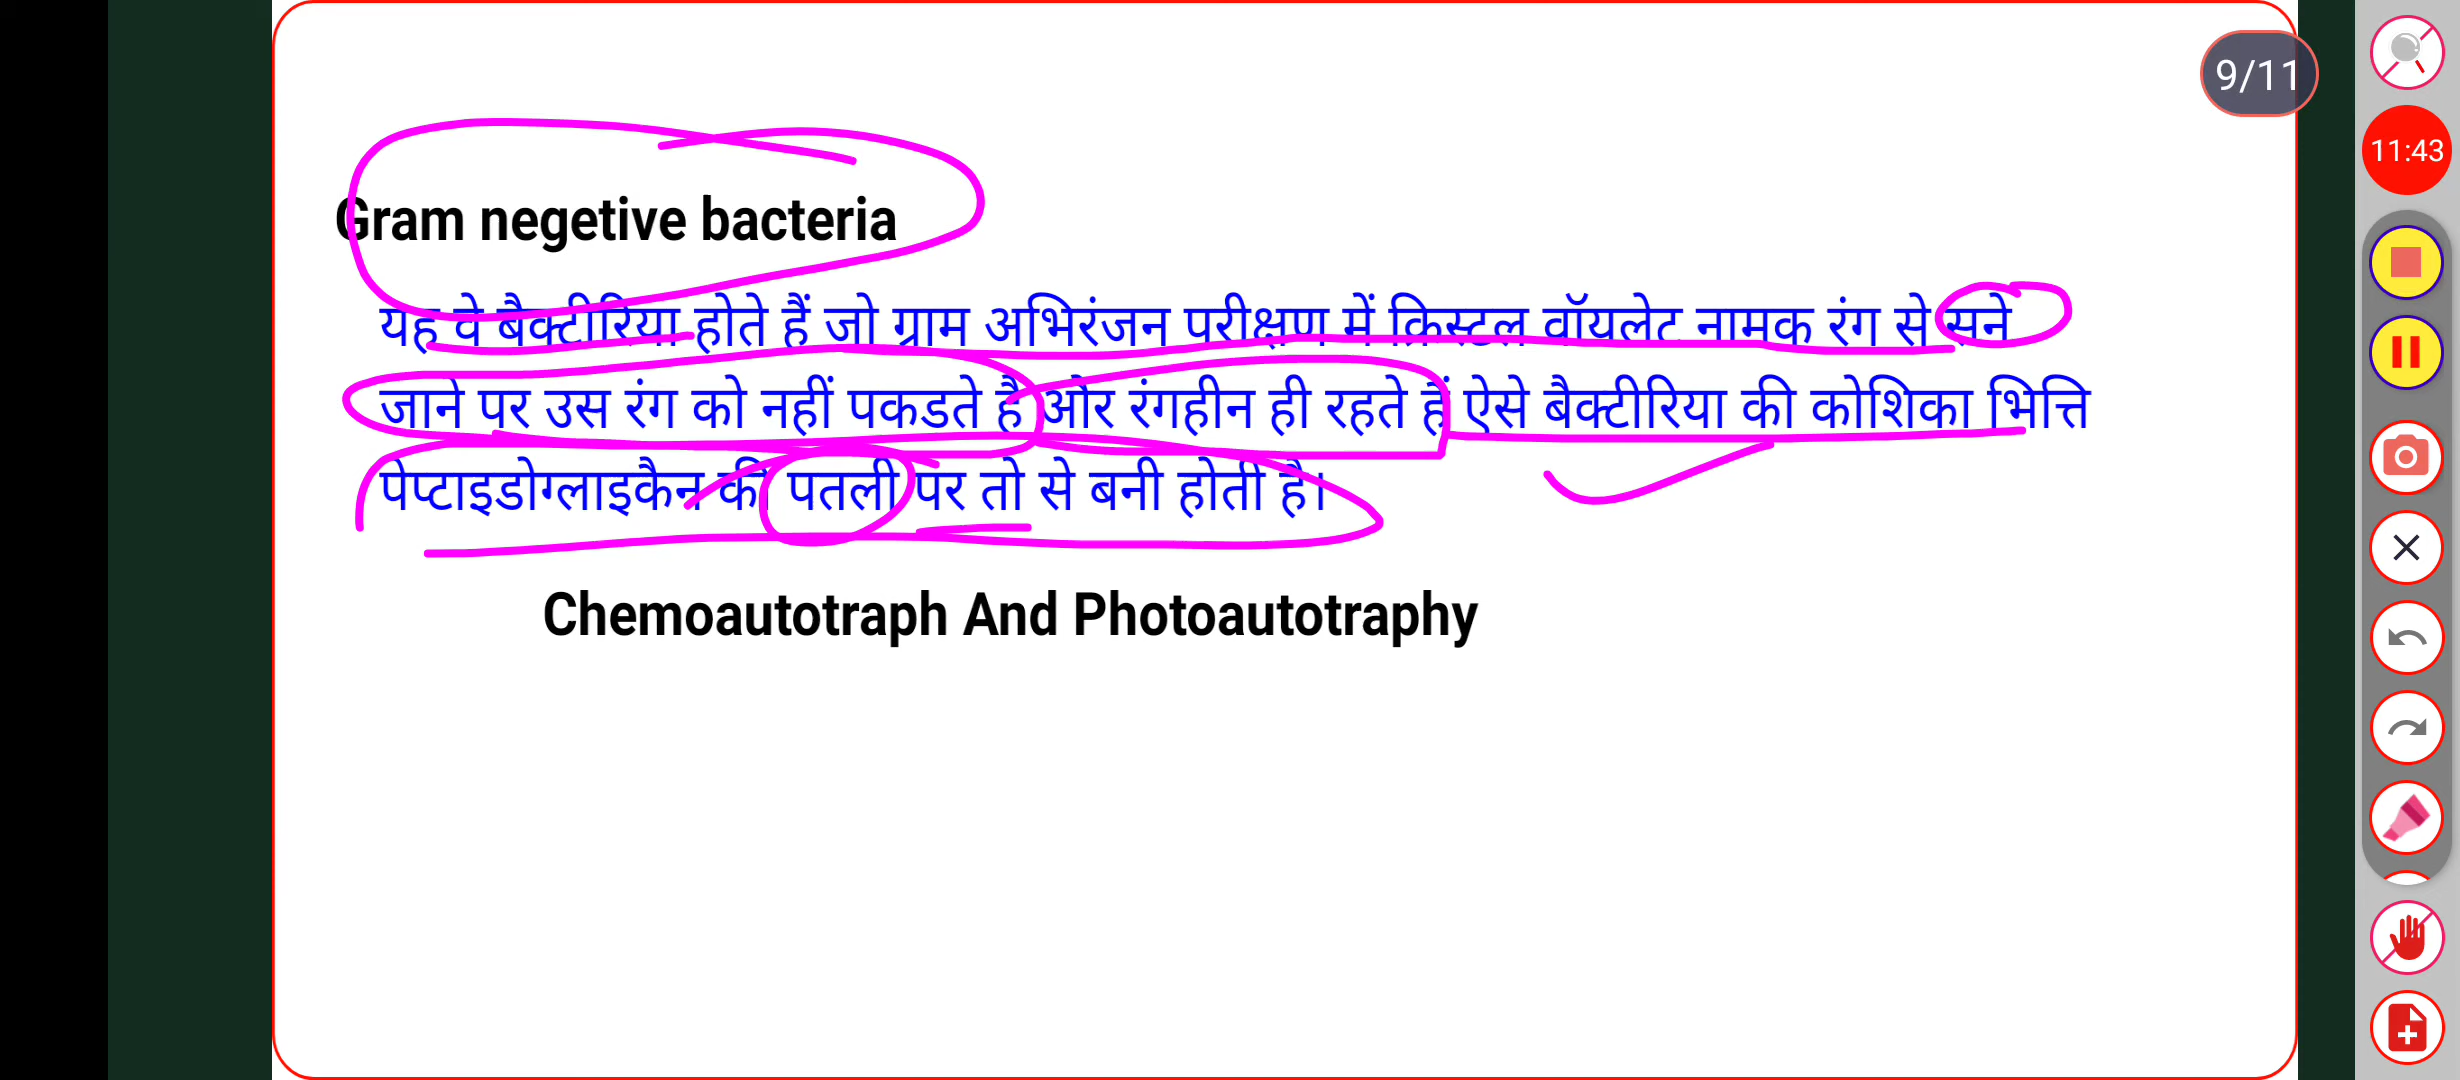 9/11
11:43
Gram negetive bacteria
यह वे बैक्टीरिया होते हैं जो ग्राम अभिरंजन परीक्षण में क्रिस्टल वॉयलेट नामक रंग से सने
जाने पर उस रंग को नहीं पकडते है और रंगहीन ही रहते हैं ऐसे बैक्टीरिया की कोशिका भित्ति
पेप्टाइडोग्लाइकैन की पतली पर तो से बनी होती है।
Chemoautotraph And Photoautotraphy